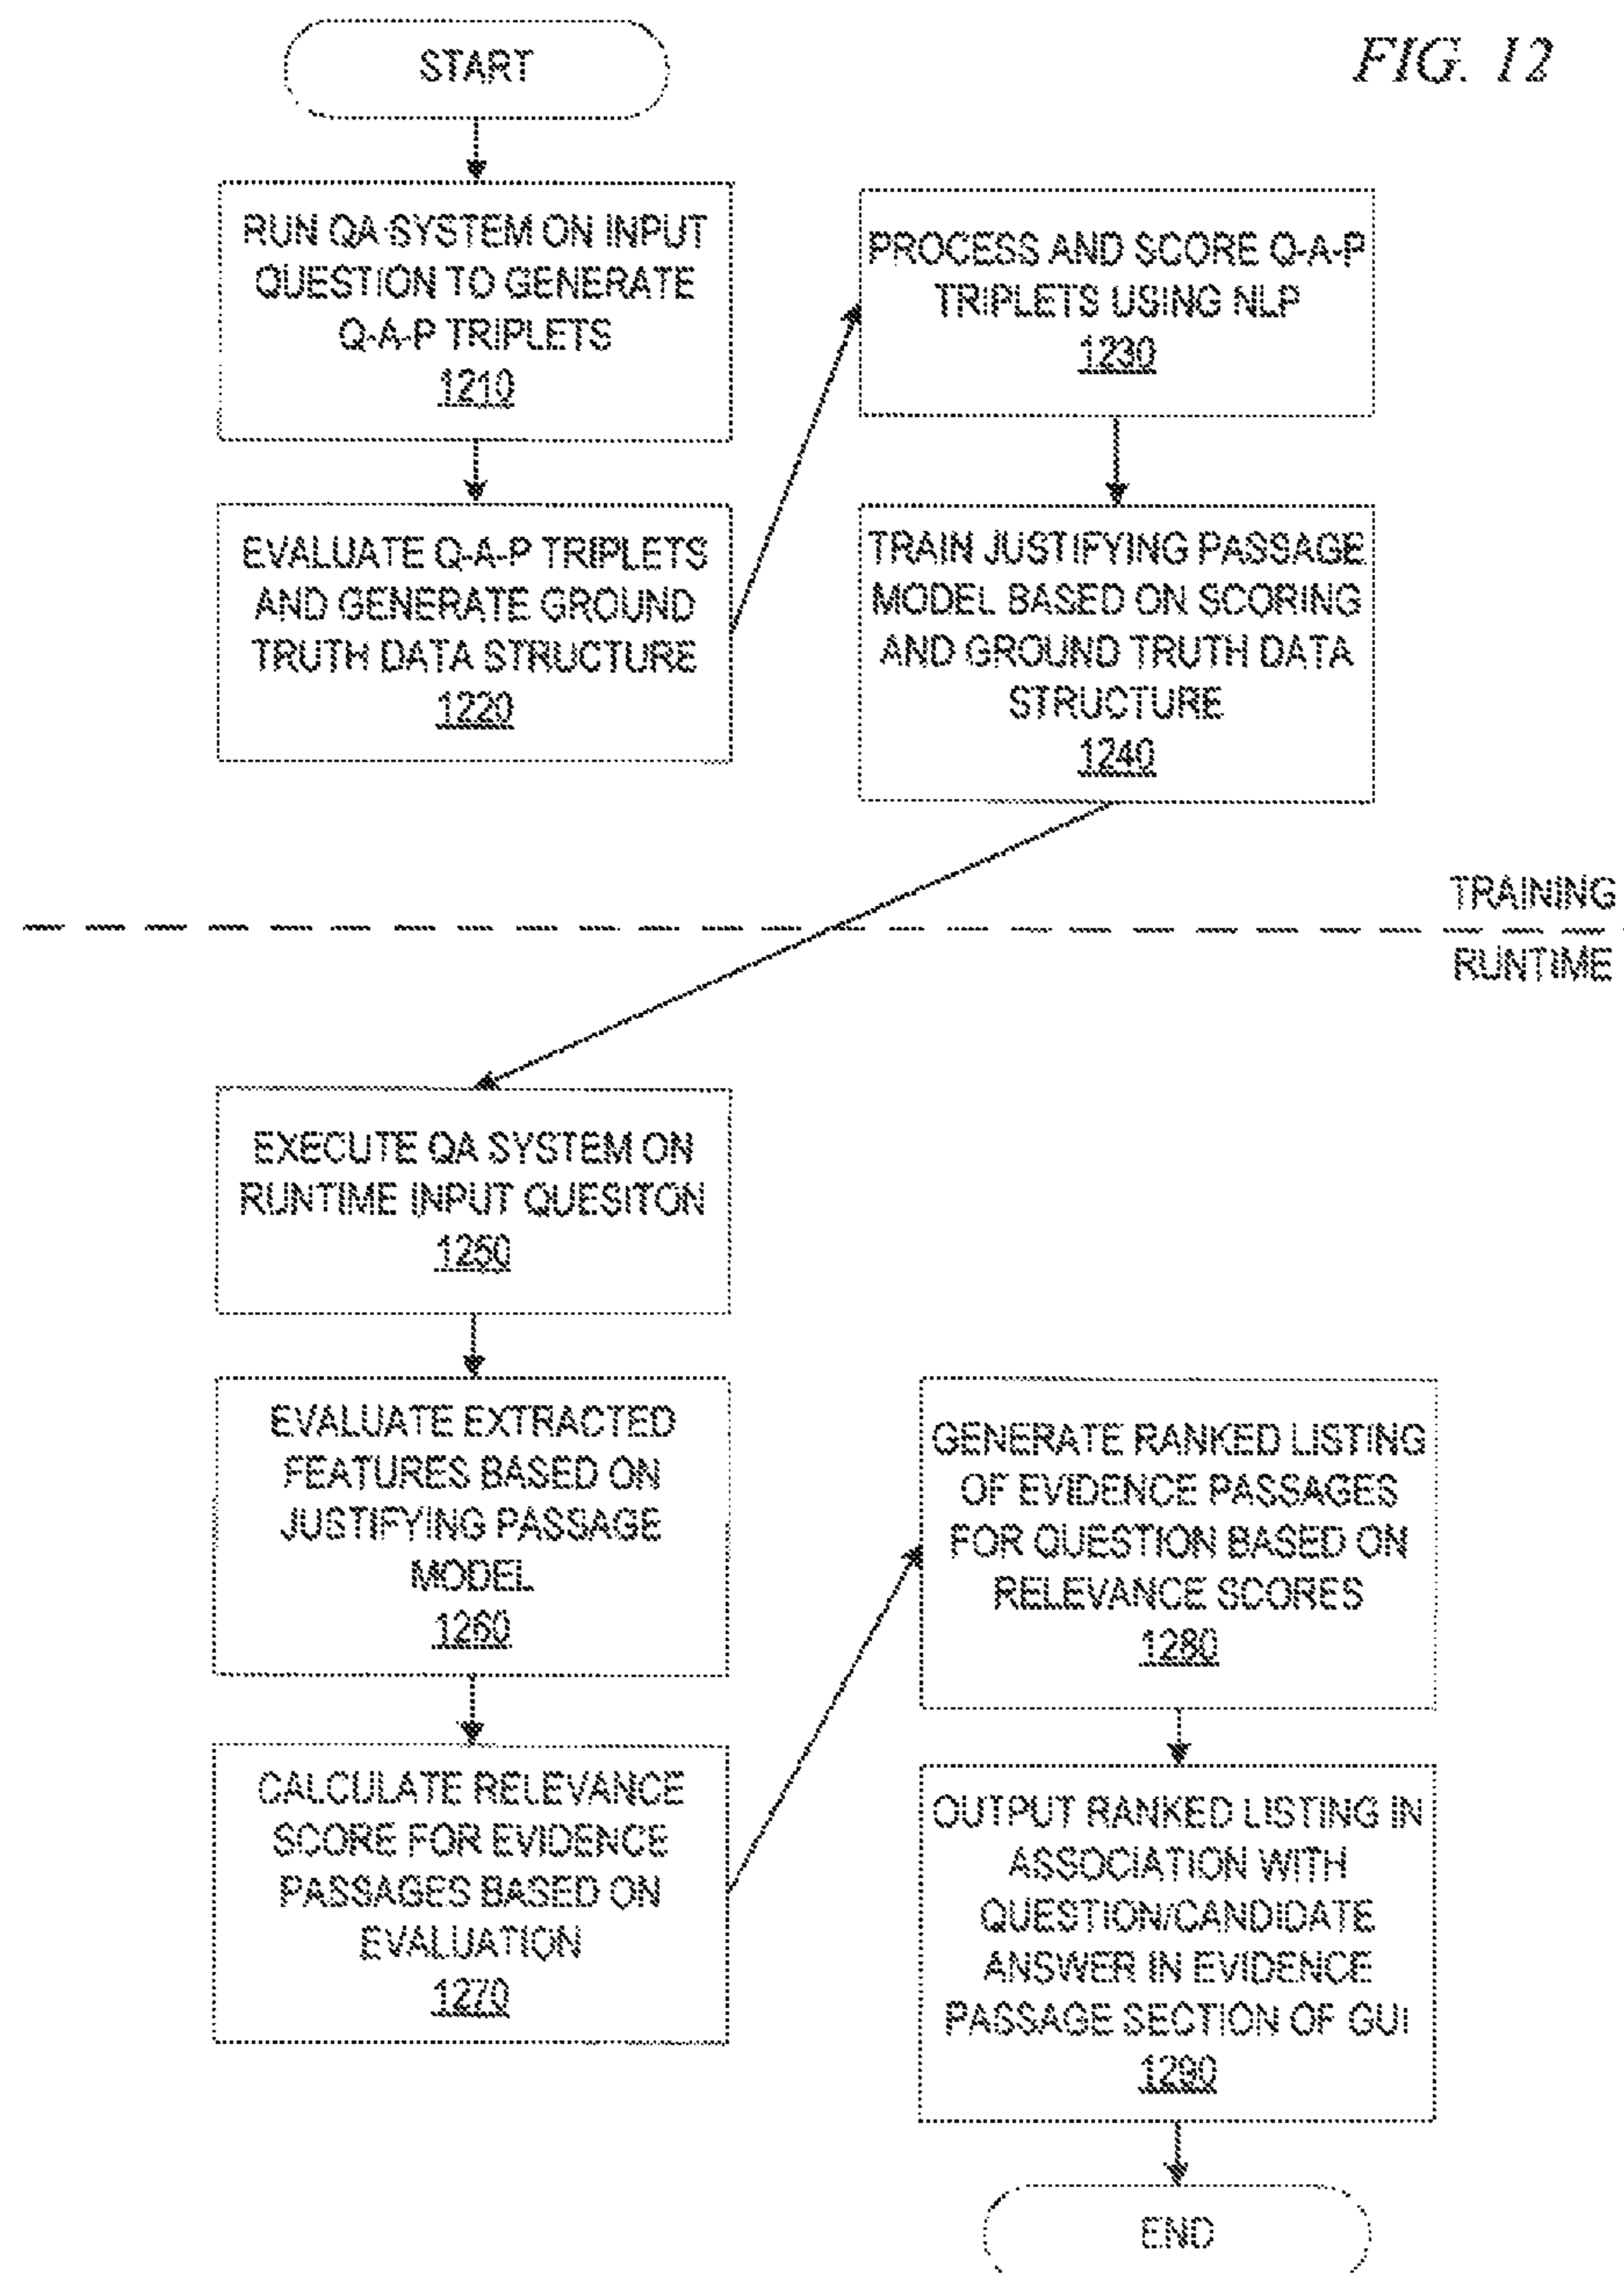 FIG. 12
START
RUN QA SYSTEM ON INPUT
QUESTION TO GENERATE
Q-A-P TRIPLETS
1210
EVALUATE Q-A-P TRIPLETS
AND GENERATE GROUND
TRUTH DATA STRUCTURE
1220
PROCESS AND SCORE Q-A-P
TRIPLETS USING NLP
1230
TRAIN JUSTIFYING PASSAGE
MODEL BASED ON SCORING
AND GROUND TRUTH DATA
STRUCTURE
1240
TRAINING
RUNTIME
EXECUTE QA SYSTEM ON
RUNTIME INPUT QUESITON
1250
EVALUATE EXTRACTED
FEATURES BASED ON
JUSTIFYING PASSAGE
MODEL
1260
CALCULATE RELEVANCE
SCORE FOR EVIDENCE
PASSAGES BASED ON
EVALUATION
1270
GENERATE RANKED LISTING
OF EVIDENCE PASSAGES
FOR QUESTION BASED ON
RELEVANCE SCORES
1280
OUTPUT RANKED LISTING IN
ASSOCIATION WITH
QUESTION/CANDIDATE
ANSWER IN EVIDENCE
PASSAGE SECTION OF GUI
1290
END